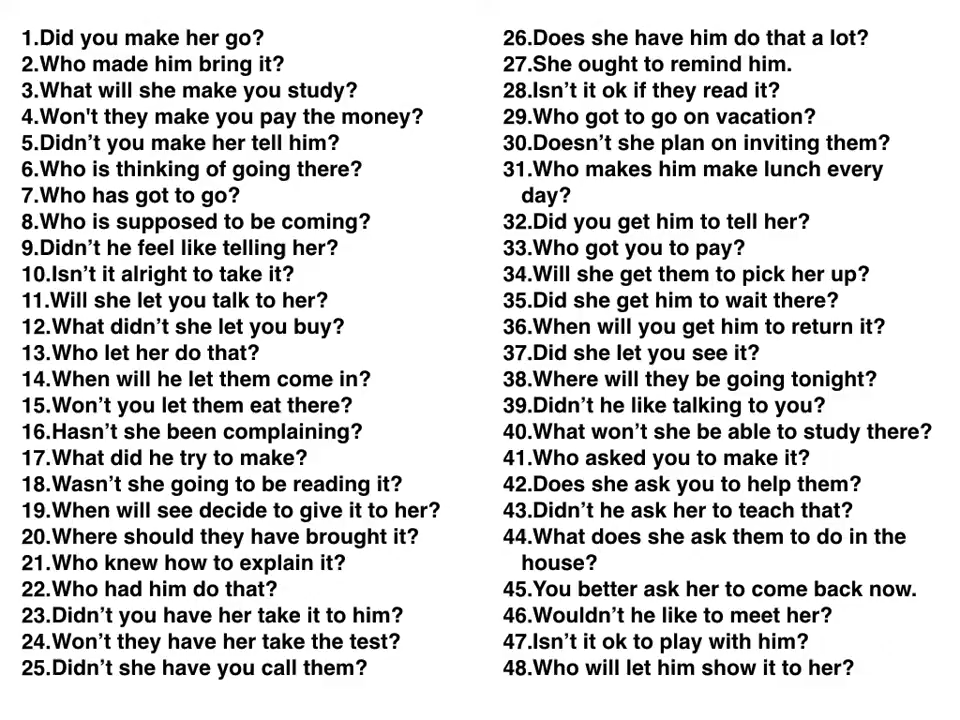 1.Did you make her go?
2.Who made him bring it?
3.What will she make you study?
4.Won't they make you pay the money?
5.Didn’t you make her tell him?
6.Who is thinking of going there?
7.Who has got to go?
8.Who is supposed to be coming?
9.Didn’t he feel like telling her?
10.Isn’t it alright to take it?
11.Will she let you talk to her?
12.What didn’t she let you buy?
13.Who let her do that?
14.When will he let them come in?
15.Won’t you let them eat there?
16.Hasn’t she been complaining?
17.What did he try to make?
18.Wasn’t she going to be reading it?
19.When will see decide to give it to her?
20.Where should they have brought it?
21.Who knew how to explain it?
22.Who had him do that?
23.Didn’t you have her take it to him?
24.Won’t they have her take the test?
25.Didn’t she have you call them?
26.Does she have him do that a lot?
27.She ought to remind him.
28.Isn’t it ok if they read it?
29.Who got to go on vacation?
30.Doesn’t she plan on inviting them?
31.Who makes him make lunch every
day?
32.Did you get him to tell her?
33.Who got you to pay?
34.Will she get them to pick her up?
35.Did she get him to wait there?
36.When will you get him to return it?
37.Did she let you see it?
38.Where will they be going tonight?
39.Didn’t he like talking to you?
40.What won’t she be able to study there?
41.Who asked you to make it?
42.Does she ask you to help them?
43.Didn’t he ask her to teach that?
44.What does she ask them to do in the
house?
45.You better ask her to come back now.
46.Wouldn’t he like to meet her?
47.Isn’t it ok to play with him?
48.Who will let him show it to her?